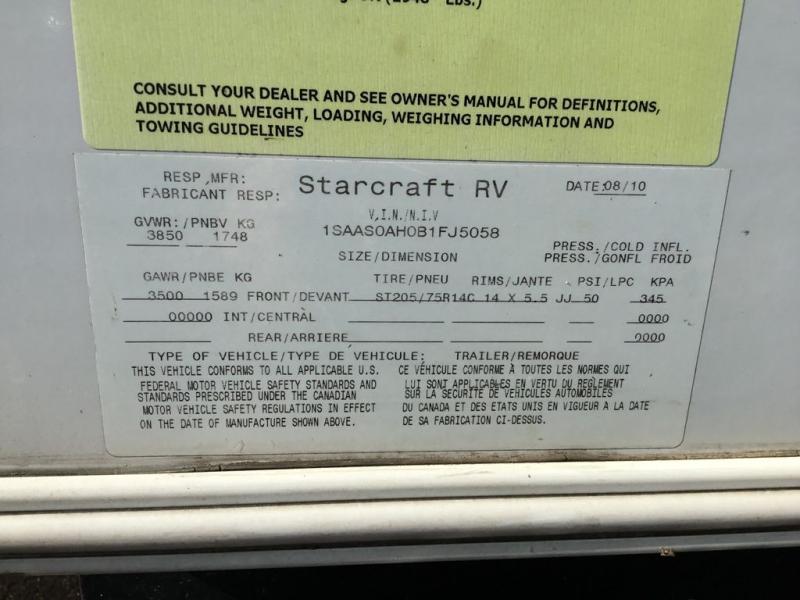 (2948 Lbs.)
CONSULT YOUR DEALER AND SEE OWNER'S MANUAL FOR DEFINITIONS,
ADDITIONAL WEIGHT, LOADING, WEIGHING INFORMATION AND
TOWING GUIDELINES
RESP,MFR: Starcraft RV DATE:08/10
FABRICANT RESP:
GVWR:/PNBV KG V.I.N./N.I.V
3850 1748 1SAAS0AH0B1FJ5058
SIZE/DIMENSION PRESS./COLD INFL.
PRESS./GONFL FROID
GAWR/PNBE KG TIRE/PNEU RIMS/JANTE PSI/LPC KPA
3500 1589 FRONT/DEVANT ST205/75R14C 14 X 5.5 JJ 50 345
00000 INT/CENTRAL 0000
REAR/ARRIERE 0000
TYPE OF VEHICLE/TYPE DE VEHICULE: TRAILER/REMORQUE
THIS VEHICLE CONFORMS TO ALL APPLICABLE U.S.
FEDERAL MOTOR VEHICLE SAFETY STANDARDS AND
STANDARDS PRESCRIBED UNDER THE CANADIAN
MOTOR VEHICLE SAFETY REGULATIONS IN EFFECT
ON THE DATE OF MANUFACTURE SHOWN ABOVE.
CE VÉHICULE CONFORME À TOUTES LES NORMES QUI
LUI SONT APPLICABLES EN VERTU DU REGLEMENT
SUR LA SECURITE DE VEHICULES AUTOMOBILES
DU CANADA ET DES ETATS UNIS EN VIGUEUR A LA DATE
DE SA FABRICATION CI-DESSUS.